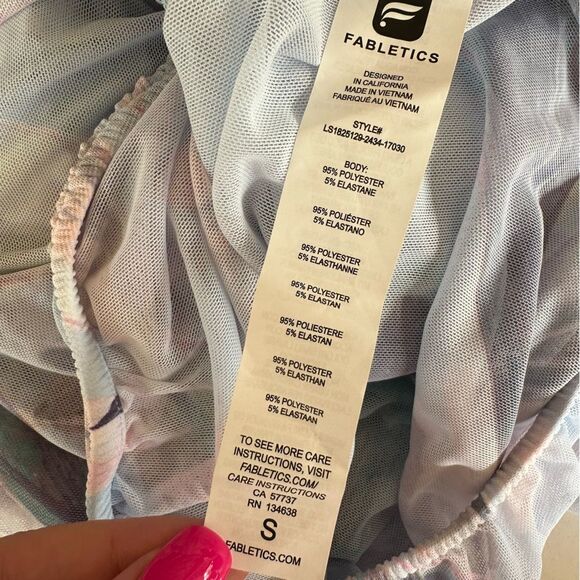 FABLETICS
DESIGNED
IN CALIFORNIA
MADE IN VIETNAM
FABRIQUÉ AU VIETNAM
STYLE#
LS1825129-2434-17030
BODY:
95% POLYESTER
5% ELASTANE
95% POLIÉSTER
5% ELASTANO
95% POLYESTER
5% ELASTHANNE
95% POLYESTER
5% ELASTAN
95% POLIESTERE
5% ELASTAN
95% POLYESTER
5% ELASTHAN
95% POLYESTER
5% ELASTAAN
TO SEE MORE CARE
INSTRUCTIONS, VISIT
FABLETICS.COM/
CARE INSTRUCTIONS
CA 57737
RN 134638
S
FABLETICS.COM